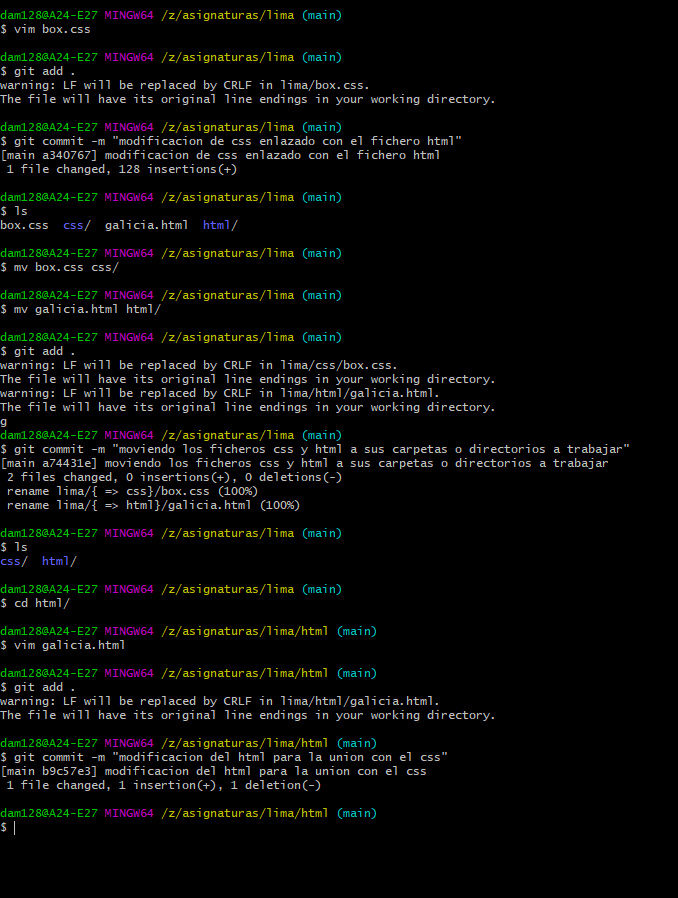 dam128@A24-E27 MINGW64 /z/asignaturas/lima (main)
$ vim box.css
dam128@A24-E27 MINGW64 /z/asignaturas/lima (main)
$ git add .
warning: LF will be replaced by CRLF in lima/box.css.
The file will have its original line endings in your working directory.
dam128@A24-E27 MINGW64 /z/asignaturas/lima (main)
$ git commit -m "modificacion de css enlazado con el fichero html"
[main a340767] modificacion de css enlazado con el fichero html
 1 file changed, 128 insertions(+)
dam128@A24-E27 MINGW64 /z/asignaturas/lima (main)
$ ls
box.css  css/  galicia.html  html/
dam128@A24-E27 MINGW64 /z/asignaturas/lima (main)
$ mv box.css css/
dam128@A24-E27 MINGW64 /z/asignaturas/lima (main)
$ mv galicia.html html/
dam128@A24-E27 MINGW64 /z/asignaturas/lima (main)
$ git add .
warning: LF will be replaced by CRLF in lima/css/box.css.
The file will have its original line endings in your working directory.
warning: LF will be replaced by CRLF in lima/html/galicia.html.
The file will have its original line endings in your working directory.
g
dam128@A24-E27 MINGW64 /z/asignaturas/lima (main)
$ git commit -m "moviendo los ficheros css y html a sus carpetas o directorios a trabajar"
[main a74431e] moviendo los ficheros css y html a sus carpetas o directorios a trabajar
 2 files changed, 0 insertions(+), 0 deletions(-)
 rename lima/{ => css}/box.css (100%)
 rename lima/{ => html}/galicia.html (100%)
dam128@A24-E27 MINGW64 /z/asignaturas/lima (main)
$ ls
css/  html/
dam128@A24-E27 MINGW64 /z/asignaturas/lima (main)
$ cd html/
dam128@A24-E27 MINGW64 /z/asignaturas/lima/html (main)
$ vim galicia.html
dam128@A24-E27 MINGW64 /z/asignaturas/lima/html (main)
$ git add .
warning: LF will be replaced by CRLF in lima/html/galicia.html.
The file will have its original line endings in your working directory.
dam128@A24-E27 MINGW64 /z/asignaturas/lima/html (main)
$ git commit -m "modificacion del html para la union con el css"
[main b9c57e3] modificacion del html para la union con el css
 1 file changed, 1 insertion(+), 1 deletion(-)
dam128@A24-E27 MINGW64 /z/asignaturas/lima/html (main)
$